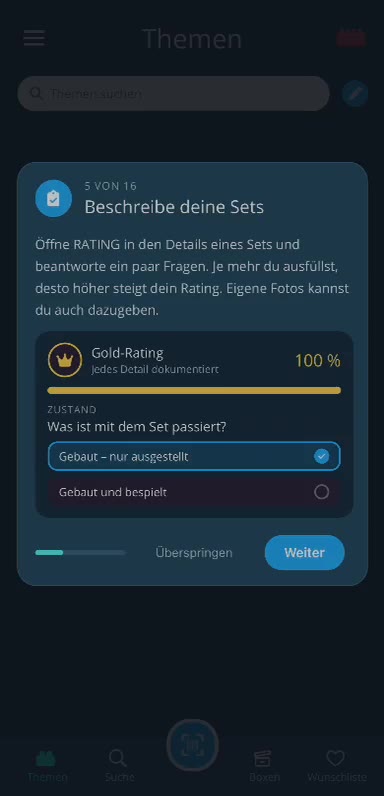 Themen
Themen suchen
5 VON 16
Beschreibe deine Sets
Öffne RATING in den Details eines Sets und
beantworte ein paar Fragen. Je mehr du ausfüllst,
desto höher steigt dein Rating. Eigene Fotos kannst
du auch dazugeben.
Gold-Rating
100 %
Jedes Detail dokumentiert
ZUSTAND
Was ist mit dem Set passiert?
Gebaut – nur ausgestellt
Gebaut und bespielt
Überspringen
Weiter
Themen
Suche
Boxen
Wunschliste